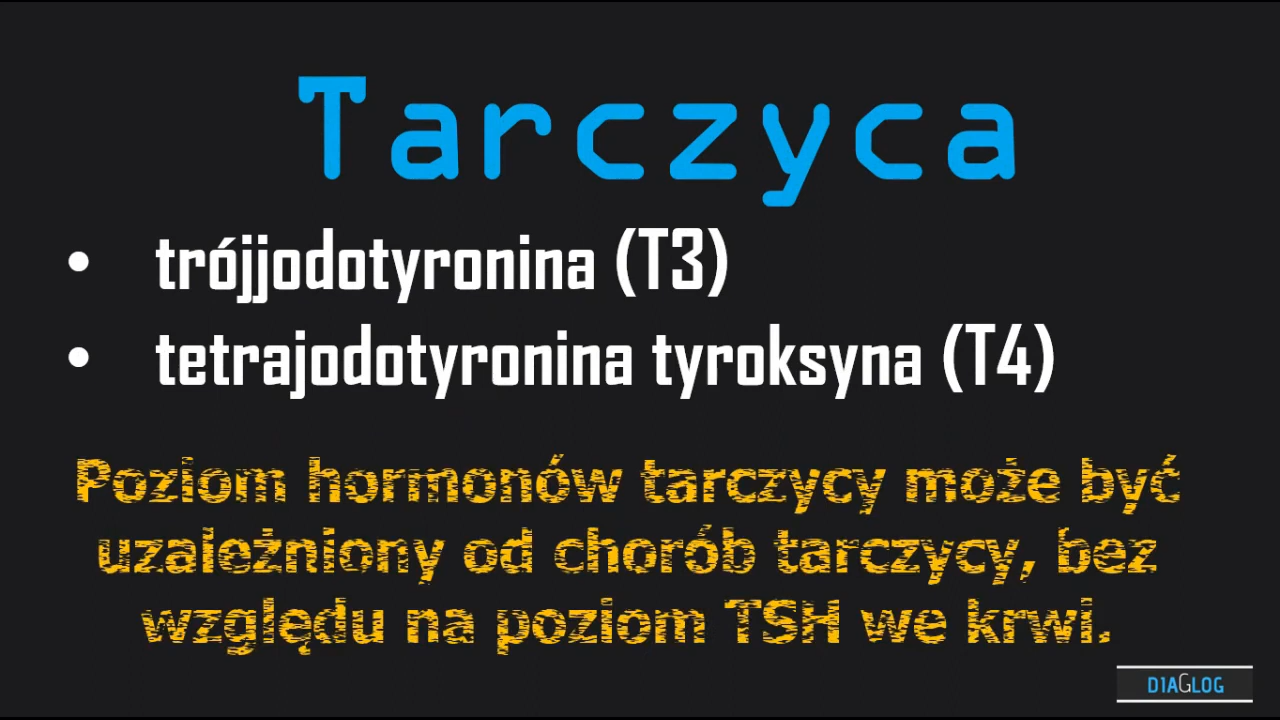 Tarczyca
• trójjodotyronina (T3)
• tetrajodotyronina tyroksyna (T4)
Poziom hormonów tarczycy może być
uzależniony od chorób tarczycy, bez
względu na poziom TSH we krwi.
DIAGLOG